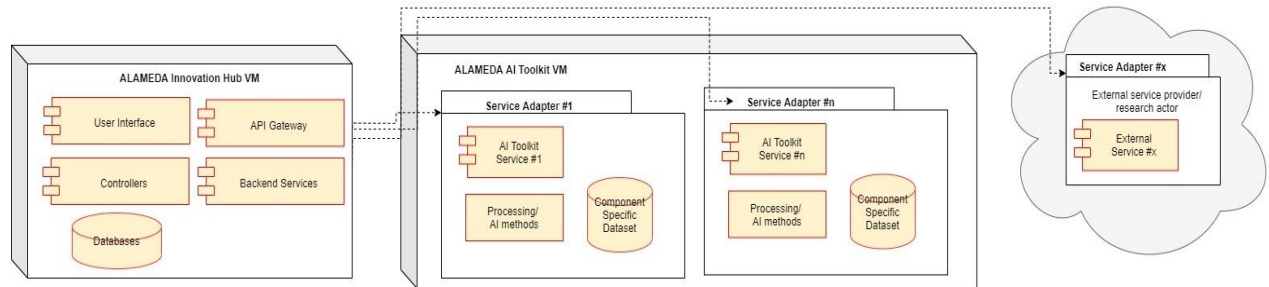 ALAMEDA Innovation Hub VM
User Interface
API Gateway
Controllers
Backend Services
Databases
ALAMEDA AI Toolkit VM
Service Adapter #1
AI Toolkit
Service #1
Processing/
AI methods
Component
Specific
Dataset
Service Adapter #n
AI Toolkit
Service #n
Processing/
AI methods
Component
Specific
Dataset
Service Adapter #x
External service provider/
research actor
External
Service #x